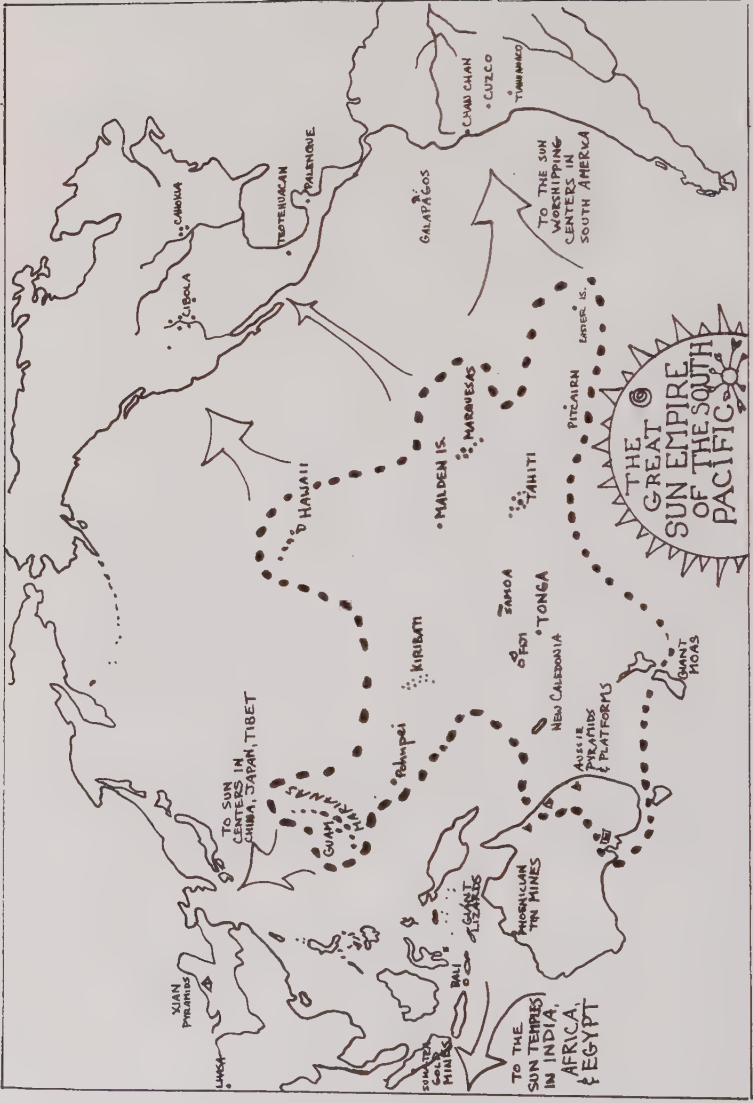 THE
GREAT
SUN EMPIRE
OF THE SOUTH
PACIFIC
LHASA
XIAN
PYRAMIDS
TO SUN
CENTERS IN
CHINA, JAPAN, TIBET
GUAM
MARIANAS
Pohnpei
KIRIBATI
HAWAII
CIBOLA
CAHOKIA
TEOTEHUACAN
PALENQUE
GALAPAGOS
CHAN CHAN
CUZCO
TIAHUANACO
TO THE SUN
WORSHIPPING
CENTERS IN
SOUTH AMERICA
MALDEN IS.
MARQUESAS
TAHITI
PITCAIRN
EASTER IS.
SAMOA
FIJI
TONGA
NEW CALEDONIA
SUMATRA
GOLD
MINES
BALI
GIANT
LIZARDS
TO THE
SUN TEMPLES
IN INDIA,
AFRICA,
& EGYPT
PHOENICIAN
TIN MINES
AUSSIE
PYRAMIDS
& PLATFORMS
GIANT
MOAS